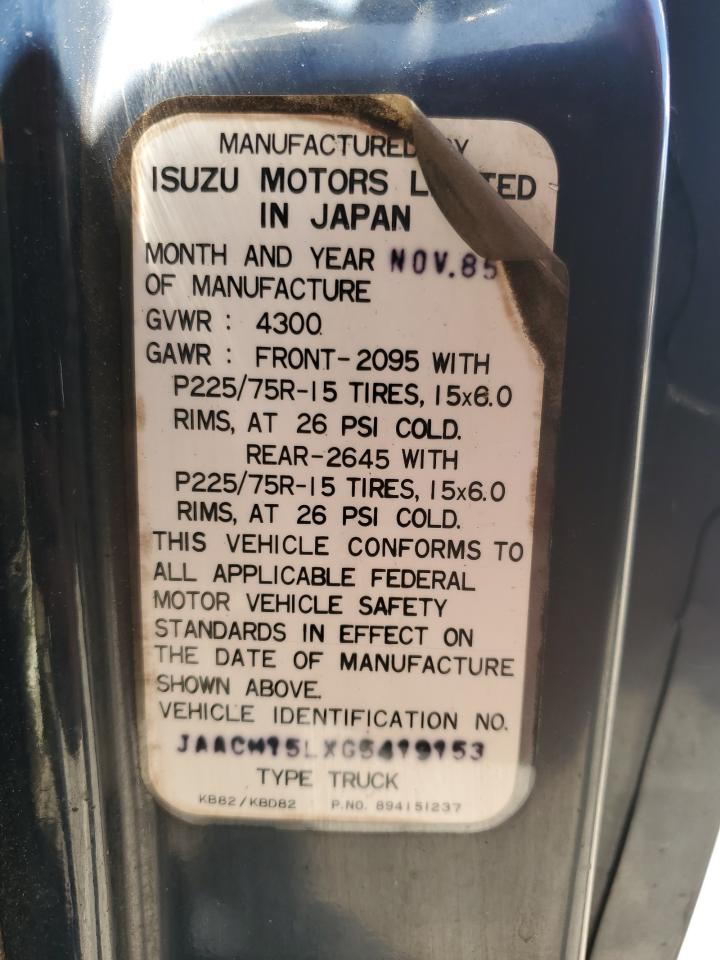 MANUFACTURED
ISUZU MOTORS
IN JAPAN
MONTH AND YEAR NOV.85
OF MANUFACTURE
GVWR : 4300
GAWR : FRONT-2095 WITH
P225/75R-15 TIRES, 15x6.0
RIMS, AT 26 PSI COLD.
REAR-2645 WITH
P225/75R-15 TIRES, 15x6.0
RIMS, AT 26 PSI COLD.
THIS VEHICLE CONFORMS TO
ALL APPLICABLE FEDERAL
MOTOR VEHICLE SAFETY
STANDARDS IN EFFECT ON
THE DATE OF MANUFACTURE
SHOWN ABOVE.
VEHICLE IDENTIFICATION NO.
TYPE TRUCK
KB82/KBD82 P.NO. 894151237